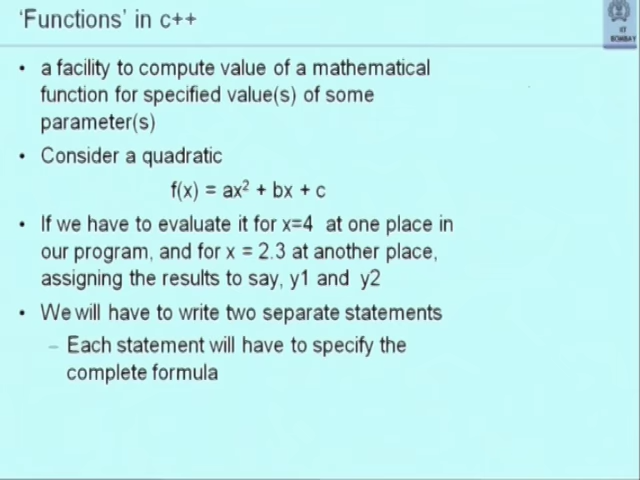 'Functions' in c++
IIT BOMBAY
• a facility to compute value of a mathematical
function for specified value(s) of some
parameter(s)
• Consider a quadratic
f(x) = ax² + bx + c
• If we have to evaluate it for x=4 at one place in
our program, and for x = 2.3 at another place,
assigning the results to say, y1 and y2
• We will have to write two separate statements
– Each statement will have to specify the
complete formula